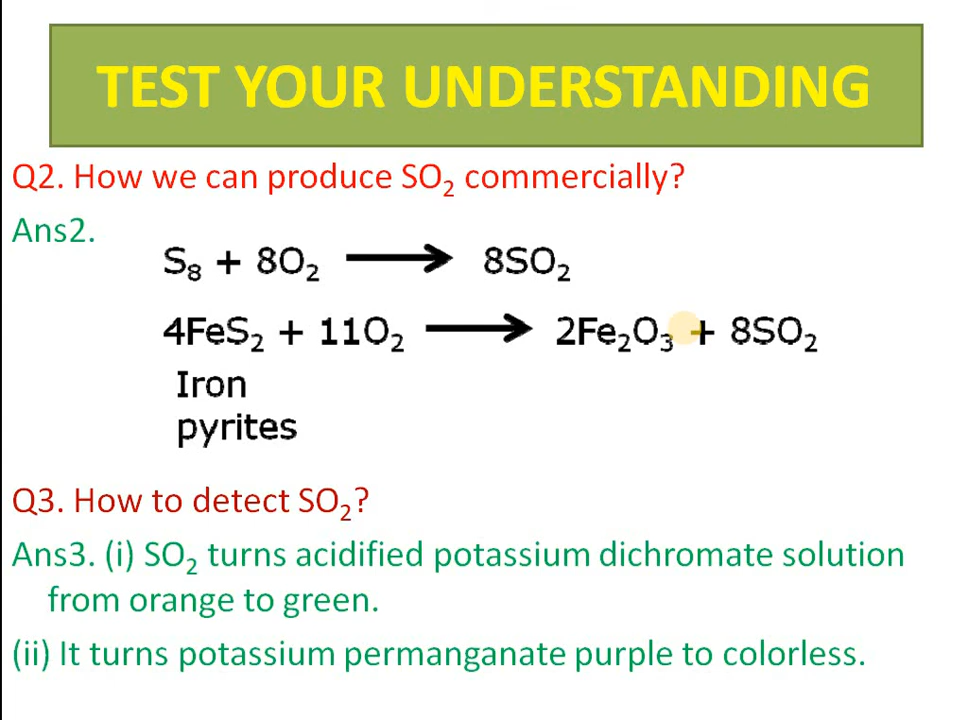 TEST YOUR UNDERSTANDING
Q2. How we can produce SO₂ commercially?
Ans2.
S₈ + 8O₂ ⟶ 8SO₂
4FeS₂ + 11O₂ ⟶ 2Fe₂O₃ + 8SO₂
Iron
pyrites
Q3. How to detect SO₂?
Ans3. (i) SO₂ turns acidified potassium dichromate solution
from orange to green.
(ii) It turns potassium permanganate purple to colorless.